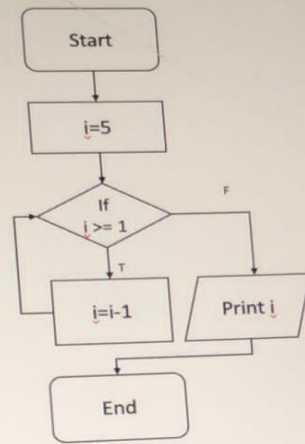 Start
i=5
If
i >= 1
F
T
i=i-1
Print i
End